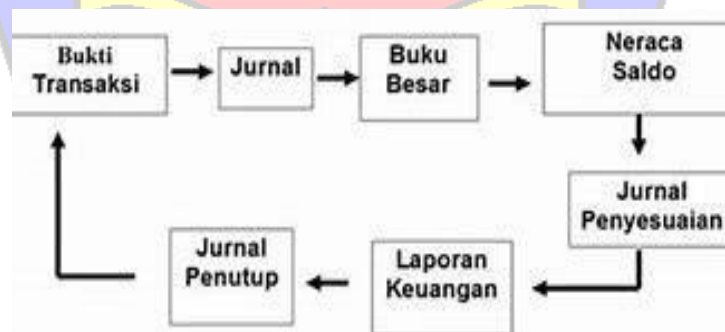 Bukti
Transaksi
Jurnal
Buku
Besar
Neraca
Saldo
Jurnal
Penyesuaian
Laporan
Keuangan
Jurnal
Penutup